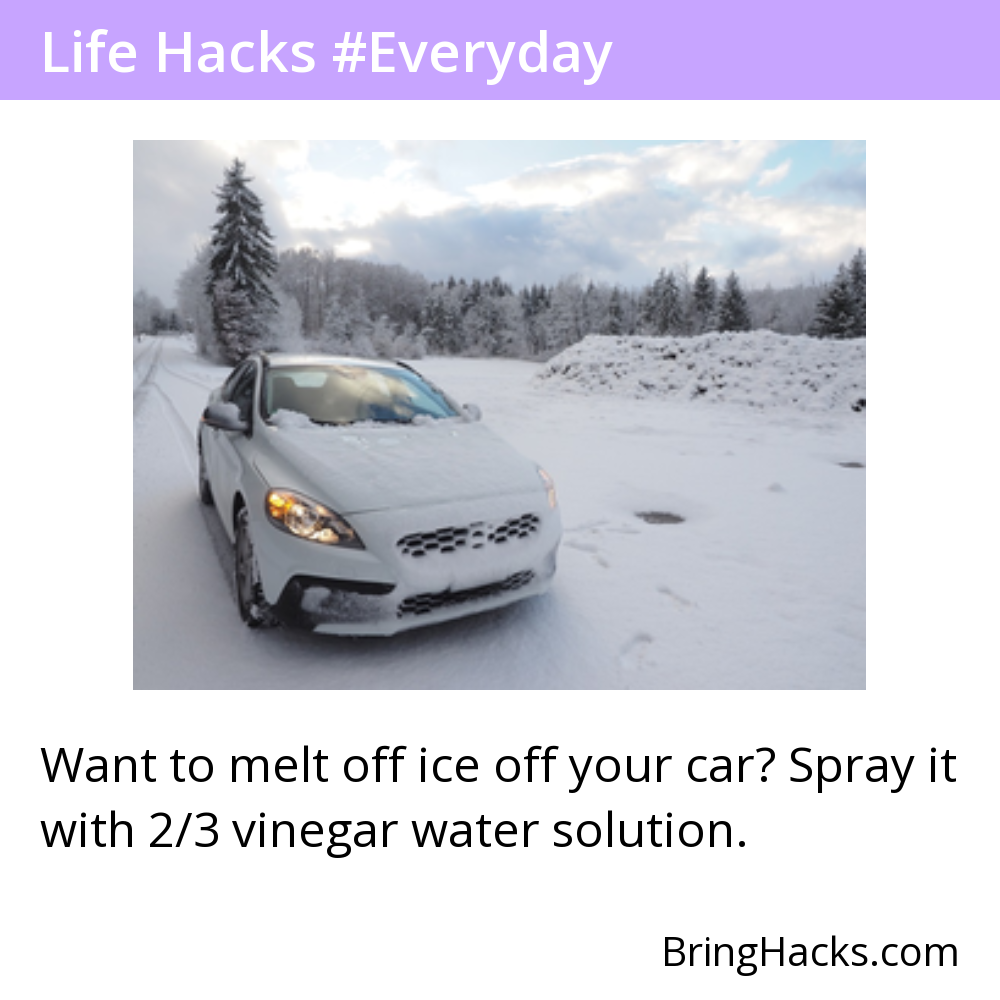 Life Hacks #Everyday
Want to melt off ice off your car? Spray it
with 2/3 vinegar water solution.
BringHacks.com